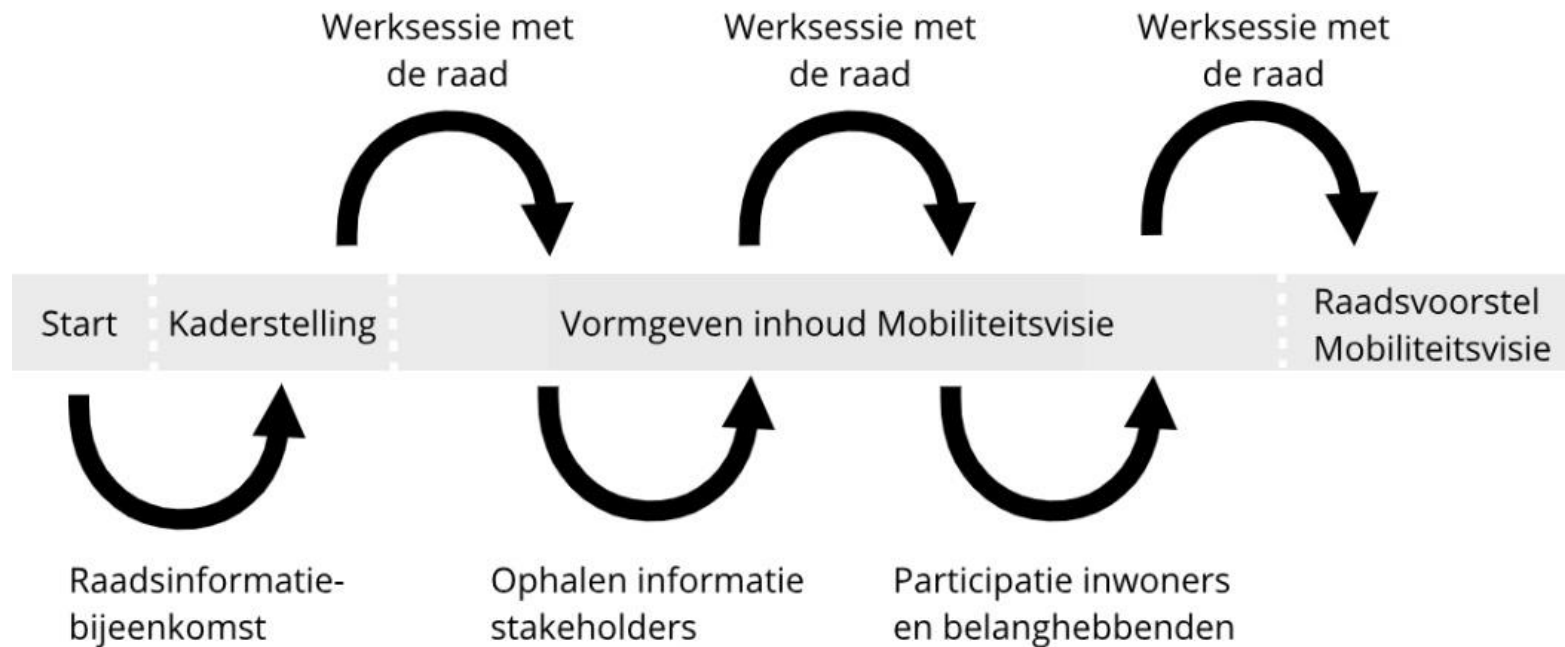 Werksessie met
de raad
Werksessie met
de raad
Werksessie met
de raad
Start
Kaderstelling
Vormgeven inhoud Mobiliteitsvisie
Raadsvoorstel
Mobiliteitsvisie
Raadsinformatie-
bijeenkomst
Ophalen informatie
stakeholders
Participatie inwoners
en belanghebbenden